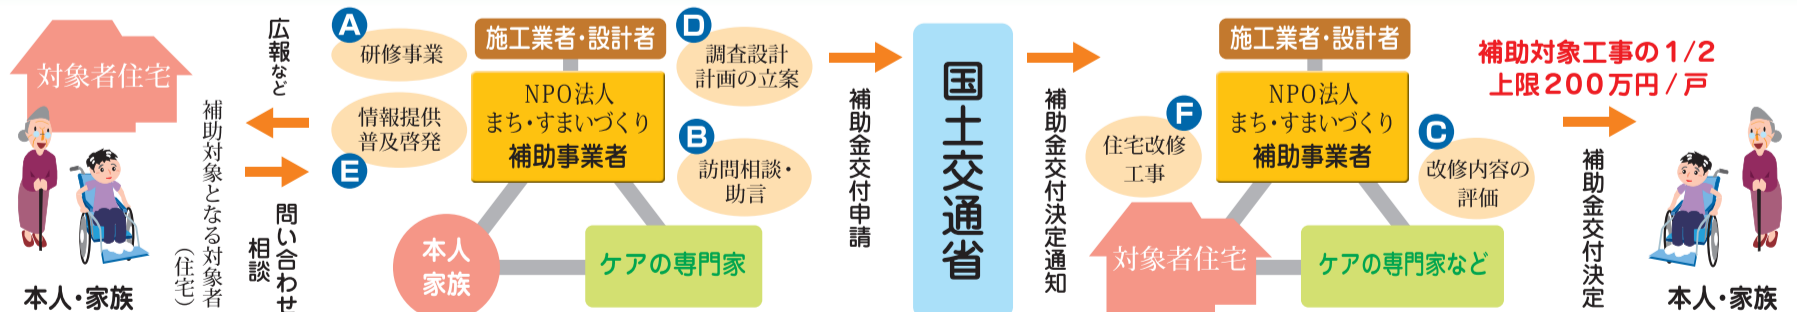 対象者住宅
本人・家族
広報など
補助対象となる対象者
（住宅）
問い合わせ
相談
A
研修事業
情報提供
普及啓発
E
施工業者・設計者
NPO法人
まち・すまいづくり
補助事業者
本人
家族
ケアの専門家
D
調査設計
計画の立案
B
訪問相談・
助言
補助金交付申請
国土交通省
補助金交付決定通知
F
住宅改修
工事
施工業者・設計者
NPO法人
まち・すまいづくり
補助事業者
対象者住宅
ケアの専門家など
C
改修内容の
評価
補助対象工事の1/2
上限200万円/戸
補助金交付決定
本人・家族